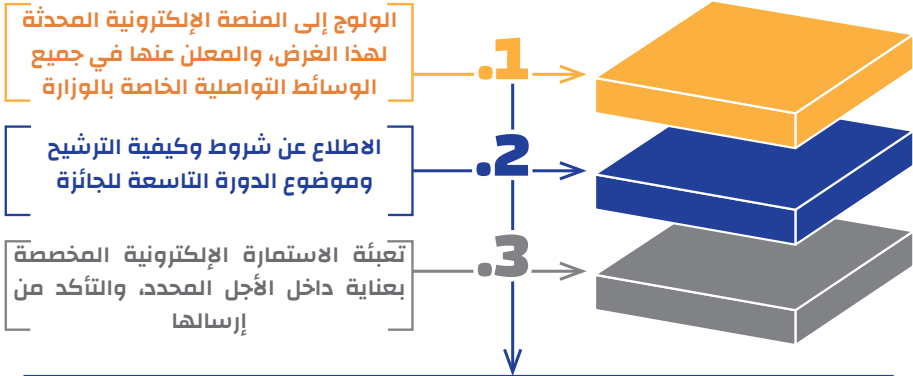 .1
الولوج إلى المنصة الإلكترونية المحدثة
لهذا الغرض، والمعلن عنها في جميع
الوسائط التواصلية الخاصة بالوزارة
.2
الاطلاع عن شروط وكيفية الترشيح
وموضوع الدورة التاسعة للجائزة
.3
تعبئة الاستمارة الإلكترونية المخصصة
بعناية داخل الأجل المحدد، والتأكد من
إرسالها